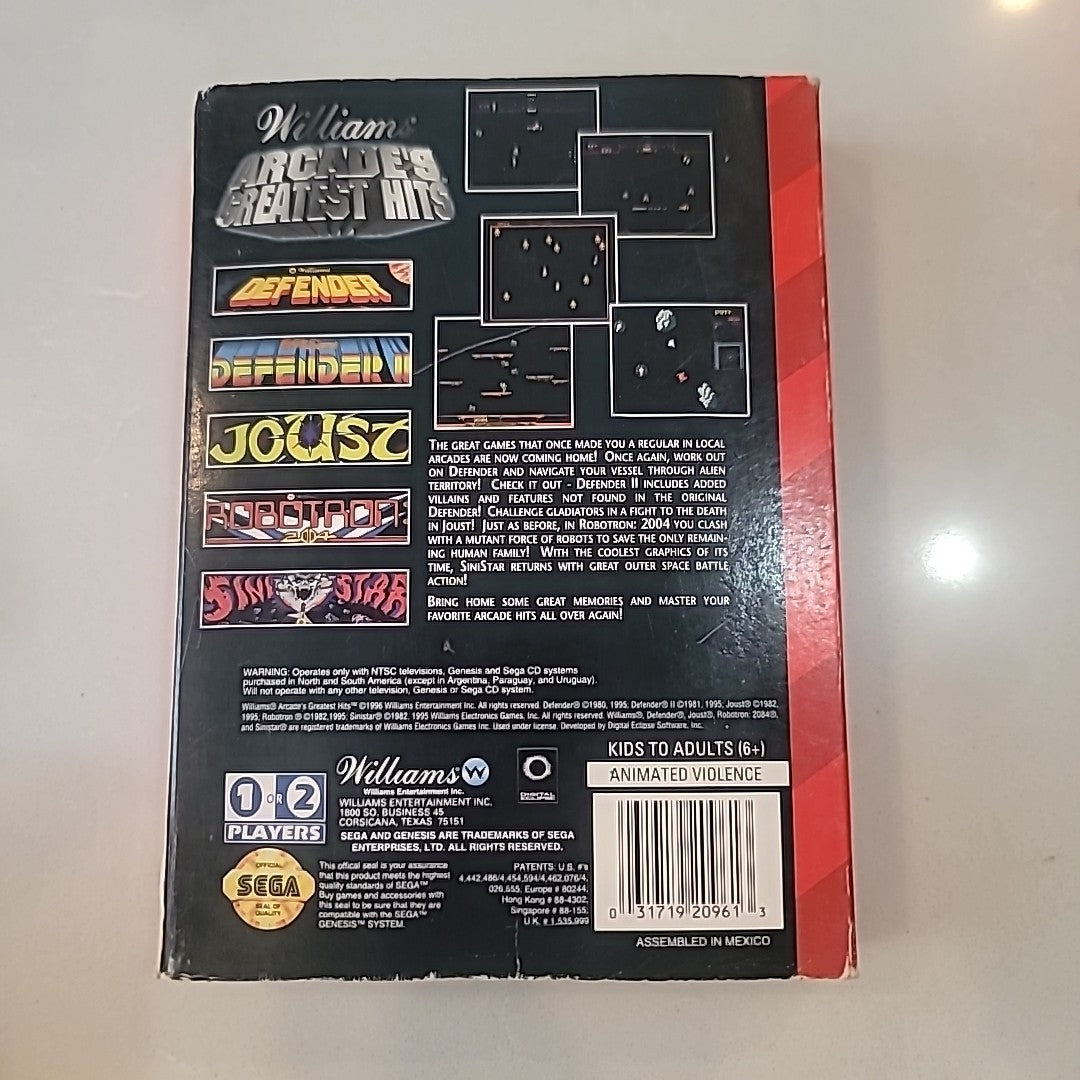 Williams
ARCADE'S
GREATEST HITS
DEFENDER
DEFENDER II
JOUST
ROBOTRON:
2084
SINISTAR
THE GREAT GAMES THAT ONCE MADE YOU A REGULAR IN LOCAL
ARCADES ARE NOW COMING HOME! ONCE AGAIN, WORK OUT
ON DEFENDER AND NAVIGATE YOUR VESSEL THROUGH ALIEN
TERRITORY! CHECK IT OUT - DEFENDER II INCLUDES ADDED
VILLAINS AND FEATURES NOT FOUND IN THE ORIGINAL
DEFENDER! CHALLENGE GLADIATORS IN A FIGHT TO THE DEATH
IN JOUST! JUST AS BEFORE, IN ROBOTRON: 2004 YOU CLASH
WITH A MUTANT FORCE OF ROBOTS TO SAVE THE ONLY REMAIN-
ING HUMAN FAMILY! WITH THE COOLEST GRAPHICS OF ITS
TIME, SINISTAR RETURNS WITH GREAT OUTER SPACE BATTLE
ACTION!
BRING HOME SOME GREAT MEMORIES AND MASTER YOUR
FAVORITE ARCADE HITS ALL OVER AGAIN!
WARNING: Operates only with NTSC televisions, Genesis and Sega CD systems
purchased in North and South America (except in Argentina, Paraguay, and Uruguay).
Will not operate with any other television, Genesis or Sega CD system.
Williams® Arcade's Greatest Hits™ ©1996 Williams Entertainment Inc. All rights reserved. Defender® ©1980, 1995; Defender® II ©1981, 1995; Joust® ©1982,
1995; Robotron ® ©1982,1995; Sinistar® ©1982, 1995 Williams Electronics Games, Inc. All rights reserved. Williams®, Defender®, Joust®, Robotron: 2084®,
and Sinistar® are registered trademarks of Williams Electronics Games Inc. Used under license. Developed by Digital Eclipse Software, Inc.
KIDS TO ADULTS (6+)
ANIMATED VIOLENCE
1 OR 2
PLAYERS
Williams W
Williams Entertainment Inc.
WILLIAMS ENTERTAINMENT INC.
1800 SO. BUSINESS 45
CORSICANA, TEXAS 75151
DIGITAL
ECLIPSE
SEGA AND GENESIS ARE TRADEMARKS OF SEGA
ENTERPRISES, LTD. ALL RIGHTS RESERVED.
OFFICIAL
SEGA
SEAL OF
QUALITY
This official seal is your assurance
that this product meets the highest
quality standards of SEGA™
Buy games and accessories with
this seal to be sure that they are
compatible with the SEGA™
GENESIS™ SYSTEM.
PATENTS: U.S. #'s
4,442,486/4,454,594/4,462,076/4,
026,555, Europe # 80244,
Hong Kong # 88-4302,
Singapore # 88-155,
U.K. # 1,535,999
0 31719 20961 3
ASSEMBLED IN MEXICO